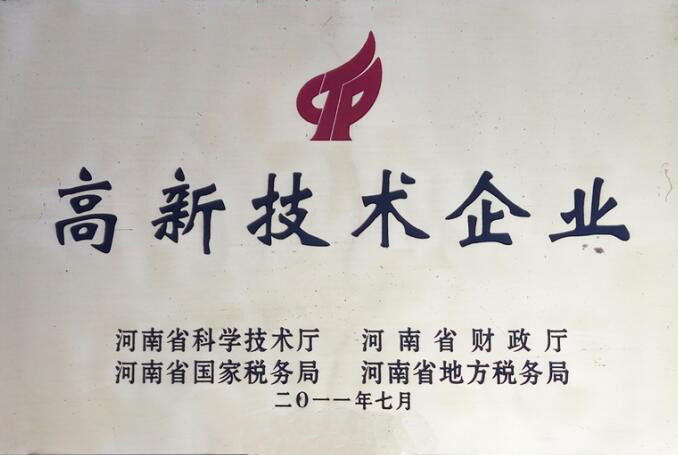 高新技术企业
河南省科学技术厅 河南省财政厅
河南省国家税务局 河南省地方税务局
二０一一年七月